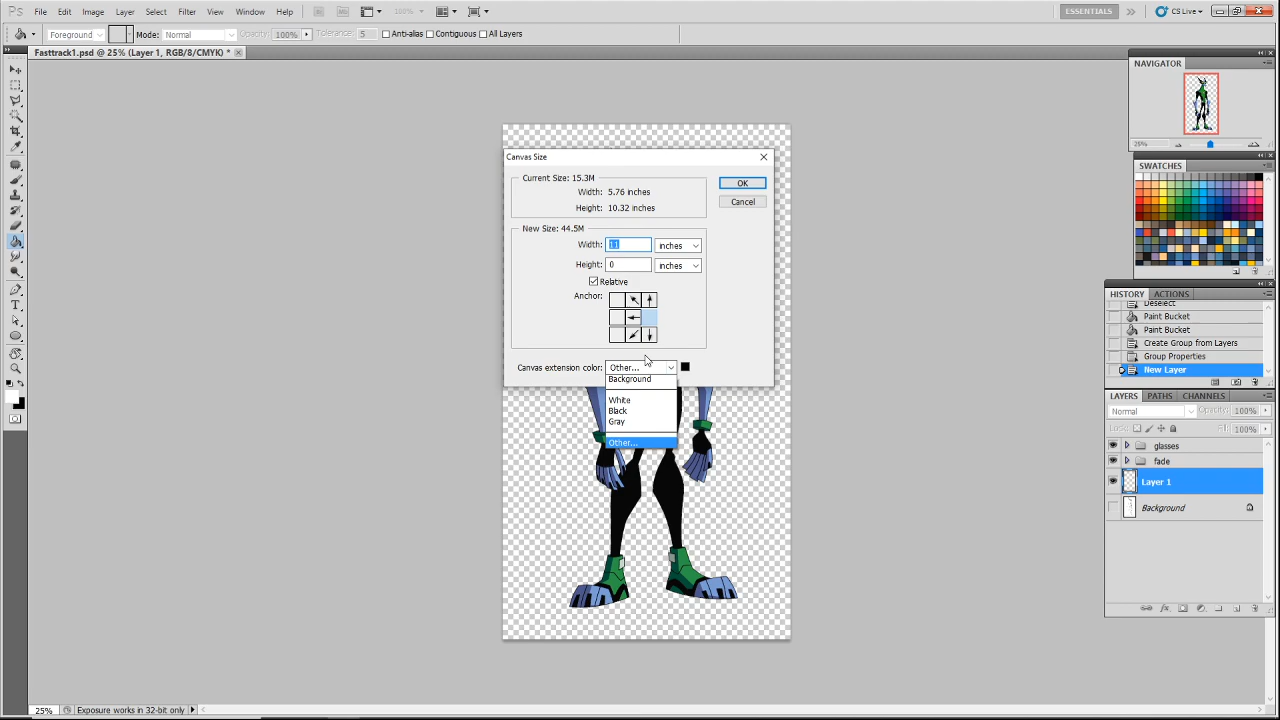 Ps File Edit Image Layer Select Filter View Window Help 100% ESSENTIALS CS Live
Foreground Mode: Normal Opacity: 100% Tolerance: 5 Anti-alias Contiguous All Layers
Fasttrack1.psd @ 25% (Layer 1, RGB/8/CMYK) *
NAVIGATOR
25%
SWATCHES
HISTORY ACTIONS
Deselect
Paint Bucket
Paint Bucket
Create Group from Layers
Group Properties
New Layer
LAYERS PATHS CHANNELS
Normal Opacity: 100%
Lock: Fill: 100%
glasses
fade
Layer 1
Background
Canvas Size
Current Size: 15.3M
Width: 5.76 inches
Height: 10.32 inches
OK
Cancel
New Size: 44.5M
Width: 11 inches
Height: 0 inches
Relative
Anchor:
Canvas extension color: Other...
Background
White
Black
Gray
Other...
25% Exposure works in 32-bit only